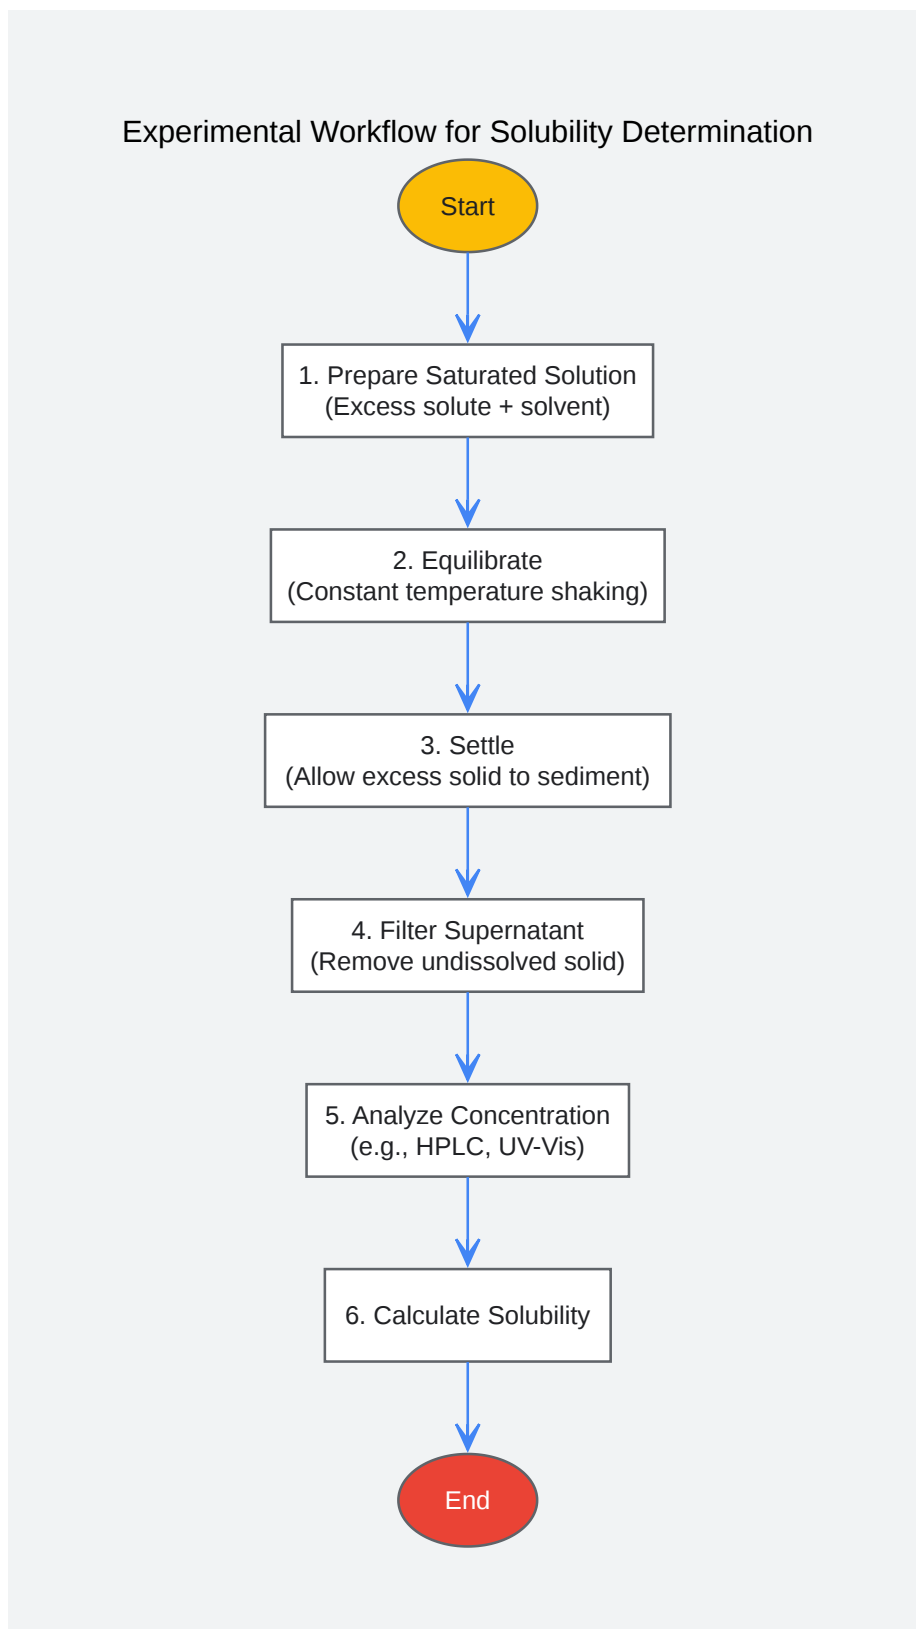 Experimental Workflow for Solubility Determination
Start
1. Prepare Saturated Solution
(Excess solute + solvent)
2. Equilibrate
(Constant temperature shaking)
3. Settle
(Allow excess solid to sediment)
4. Filter Supernatant
(Remove undissolved solid)
5. Analyze Concentration
(e.g., HPLC, UV-Vis)
6. Calculate Solubility
End